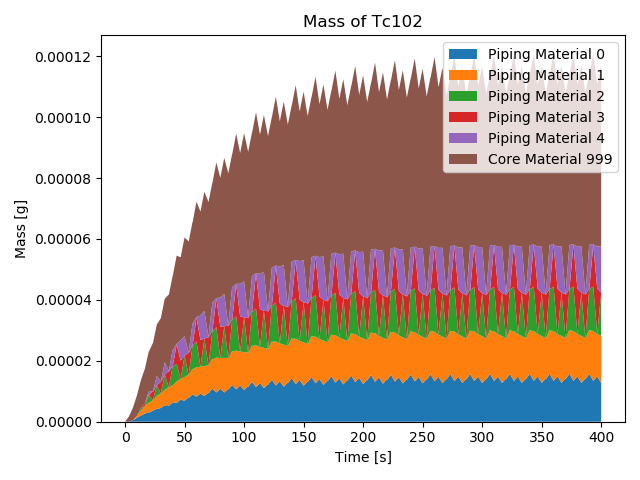 Mass of Tc102
Mass [g]
0.00012
0.00010
0.00008
0.00006
0.00004
0.00002
0.00000
Piping Material 0
Piping Material 1
Piping Material 2
Piping Material 3
Piping Material 4
Core Material 999
0 50 100 150 200 250 300 350 400
Time [s]